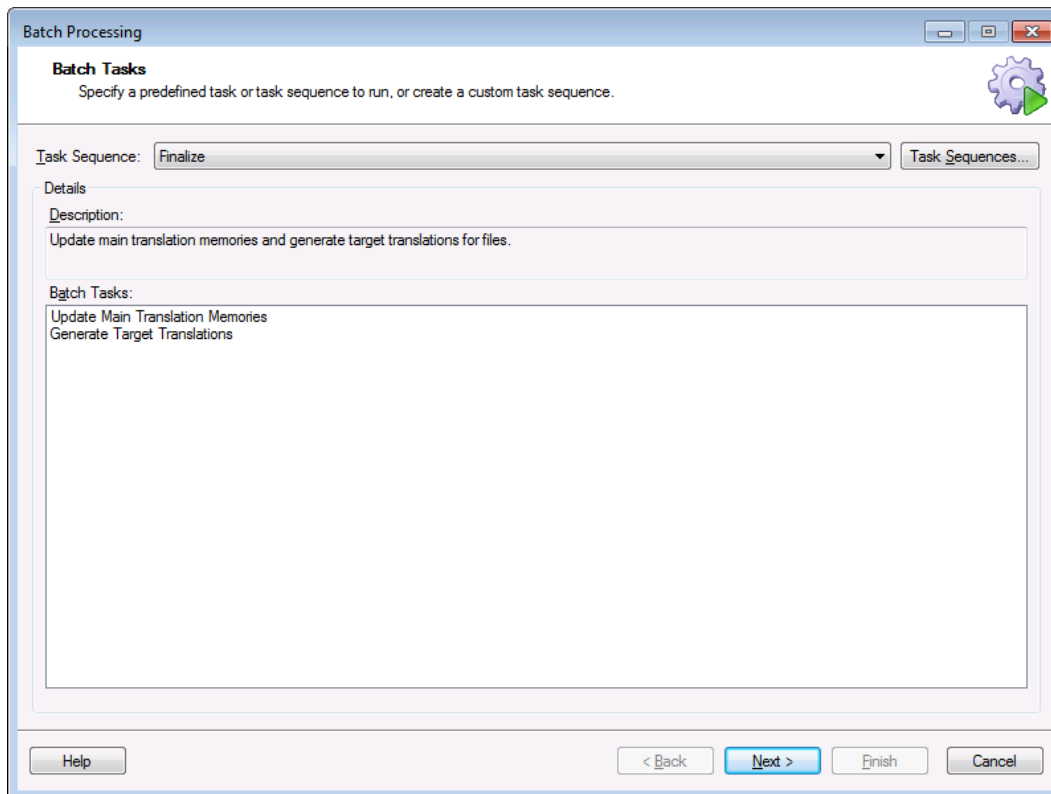 Batch Processing
Batch Tasks
Specify a predefined task or task sequence to run, or create a custom task sequence.
Task Sequence: Finalize Task Sequences...
Details
Description:
Update main translation memories and generate target translations for files.
Batch Tasks:
Update Main Translation Memories
Generate Target Translations
Help < Back Next > Finish Cancel